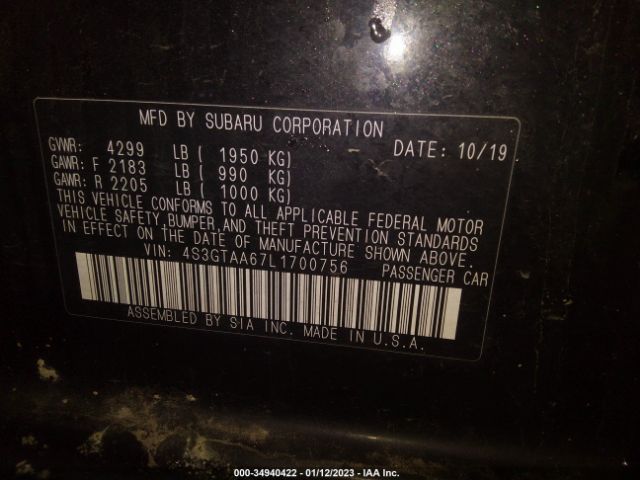 MFD BY SUBARU CORPORATION
GVWR: 4299 LB ( 1950 KG) DATE: 10/19
GAWR: F 2183 LB ( 990 KG)
GAWR: R 2205 LB ( 1000 KG)
THIS VEHICLE CONFORMS TO ALL APPLICABLE FEDERAL MOTOR
VEHICLE SAFETY,BUMPER,AND THEFT PREVENTION STANDARDS
IN EFFECT ON THE DATE OF MANUFACTURE SHOWN ABOVE.
VIN: 4S3GTAA67L1700756 PASSENGER CAR
ASSEMBLED BY SIA INC. MADE IN U.S.A.
000-34940422 - 01/12/2023 - IAA Inc.